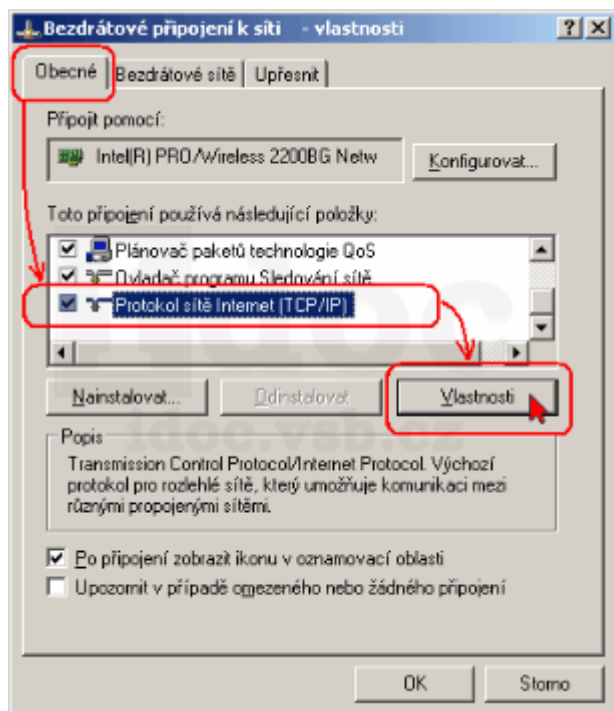 Bezdrátové připojení k síti - vlastnosti
Obecné Bezdrátové sítě Upřesnit
Připojit pomocí:
Intel(R) PRO/Wireless 2200BG Netw Konfigurovat...
Toto připojení používá následující položky:
Plánovač paketů technologie QoS
Ovladač programu Sledování sítě
Protokol sítě Internet (TCP/IP)
Nainstalovat... Odinstalovat Vlastnosti
idoc.vsb.cz
Popis
Transmission Control Protocol/Internet Protocol. Výchozí
protokol pro rozlehlé sítě, který umožňuje komunikaci mezi
různými propojenými sítěmi.
Po připojení zobrazit ikonu v oznamovací oblasti
Upozornit v případě omezeného nebo žádného připojení
OK Storno